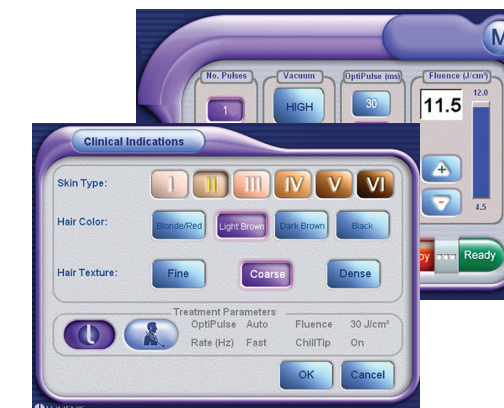 M
No. Pulses Vacuum OptiPulse (ms) Fluence (J/cm²)
1 HIGH 30 11.5 12.0
4.5
Ready
Clinical Indications
Skin Type: I II III IV V VI
Hair Color: Blonde/Red Light Brown Dark Brown Black
Hair Texture: Fine Coarse Dense
Treatment Parameters
OptiPulse Auto Fluence 30 J/cm²
Rate (Hz) Fast ChillTip On
OK Cancel